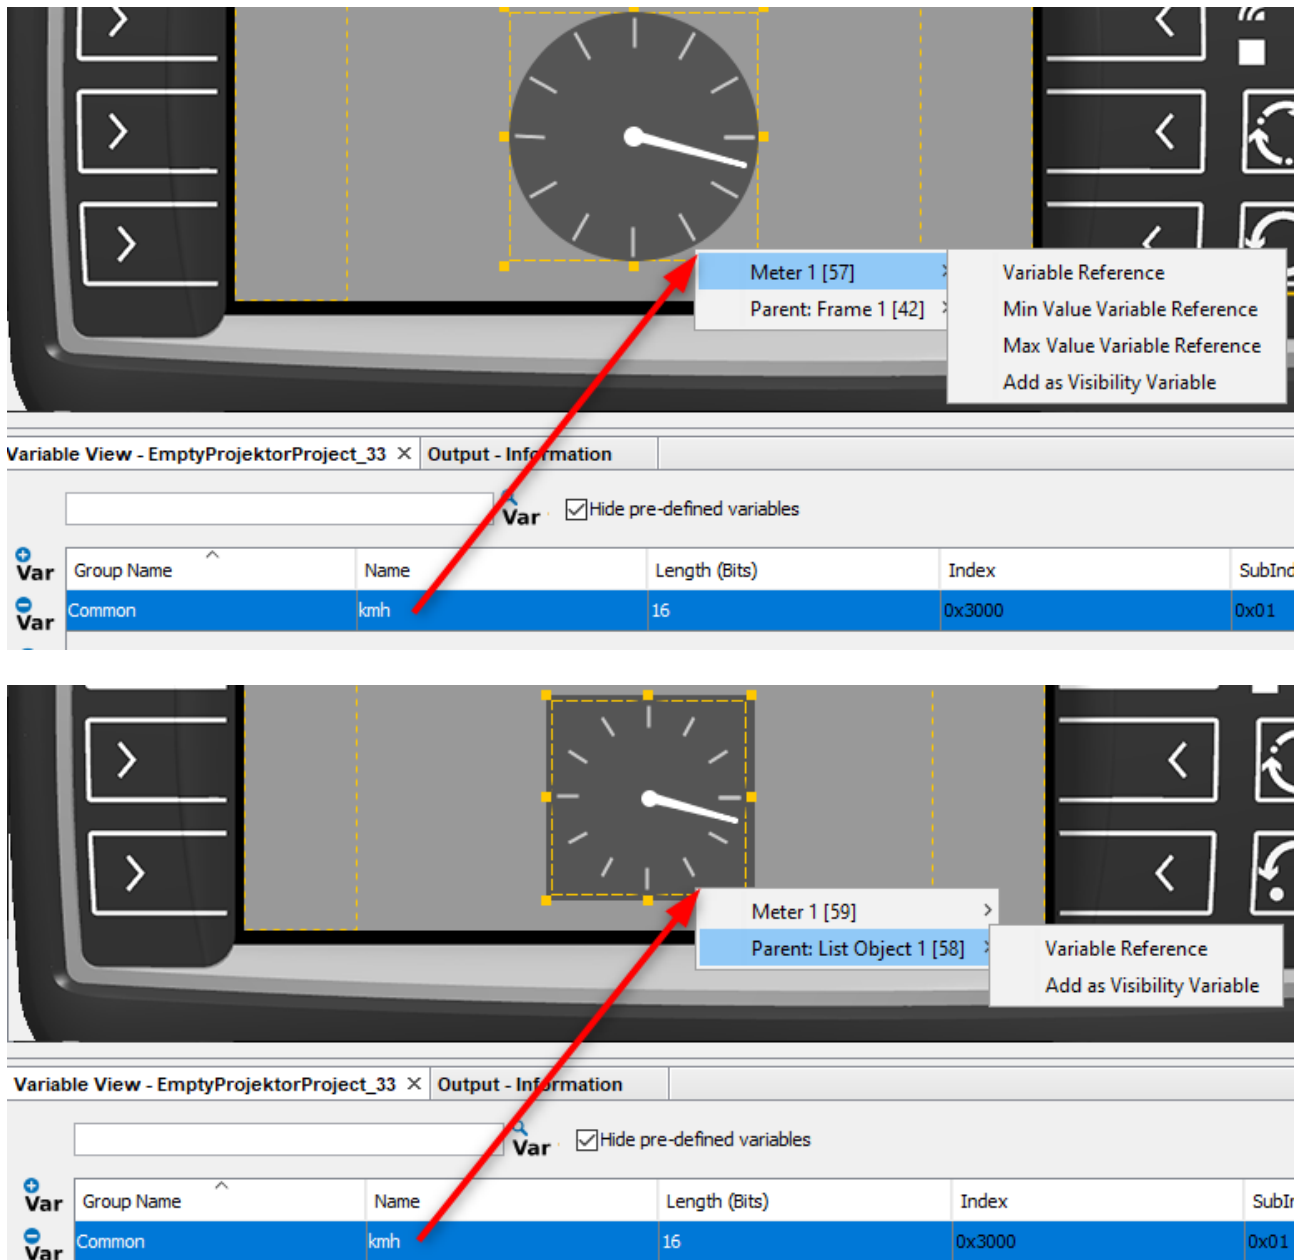 Meter 1 [57]
Variable Reference
Parent: Frame 1 [42]
Min Value Variable Reference
Max Value Variable Reference
Add as Visibility Variable
Variable View - EmptyProjektorProject_33
Output - Information
Var
Hide pre-defined variables
Var
Group Name
Name
Length (Bits)
Index
SubInd
Var
Common
kmh
16
0x3000
0x01
Meter 1 [59]
Parent: List Object 1 [58]
Variable Reference
Add as Visibility Variable
Variable View - EmptyProjektorProject_33
Output - Information
Var
Hide pre-defined variables
Var
Group Name
Name
Length (Bits)
Index
SubIn
Var
Common
kmh
16
0x3000
0x01